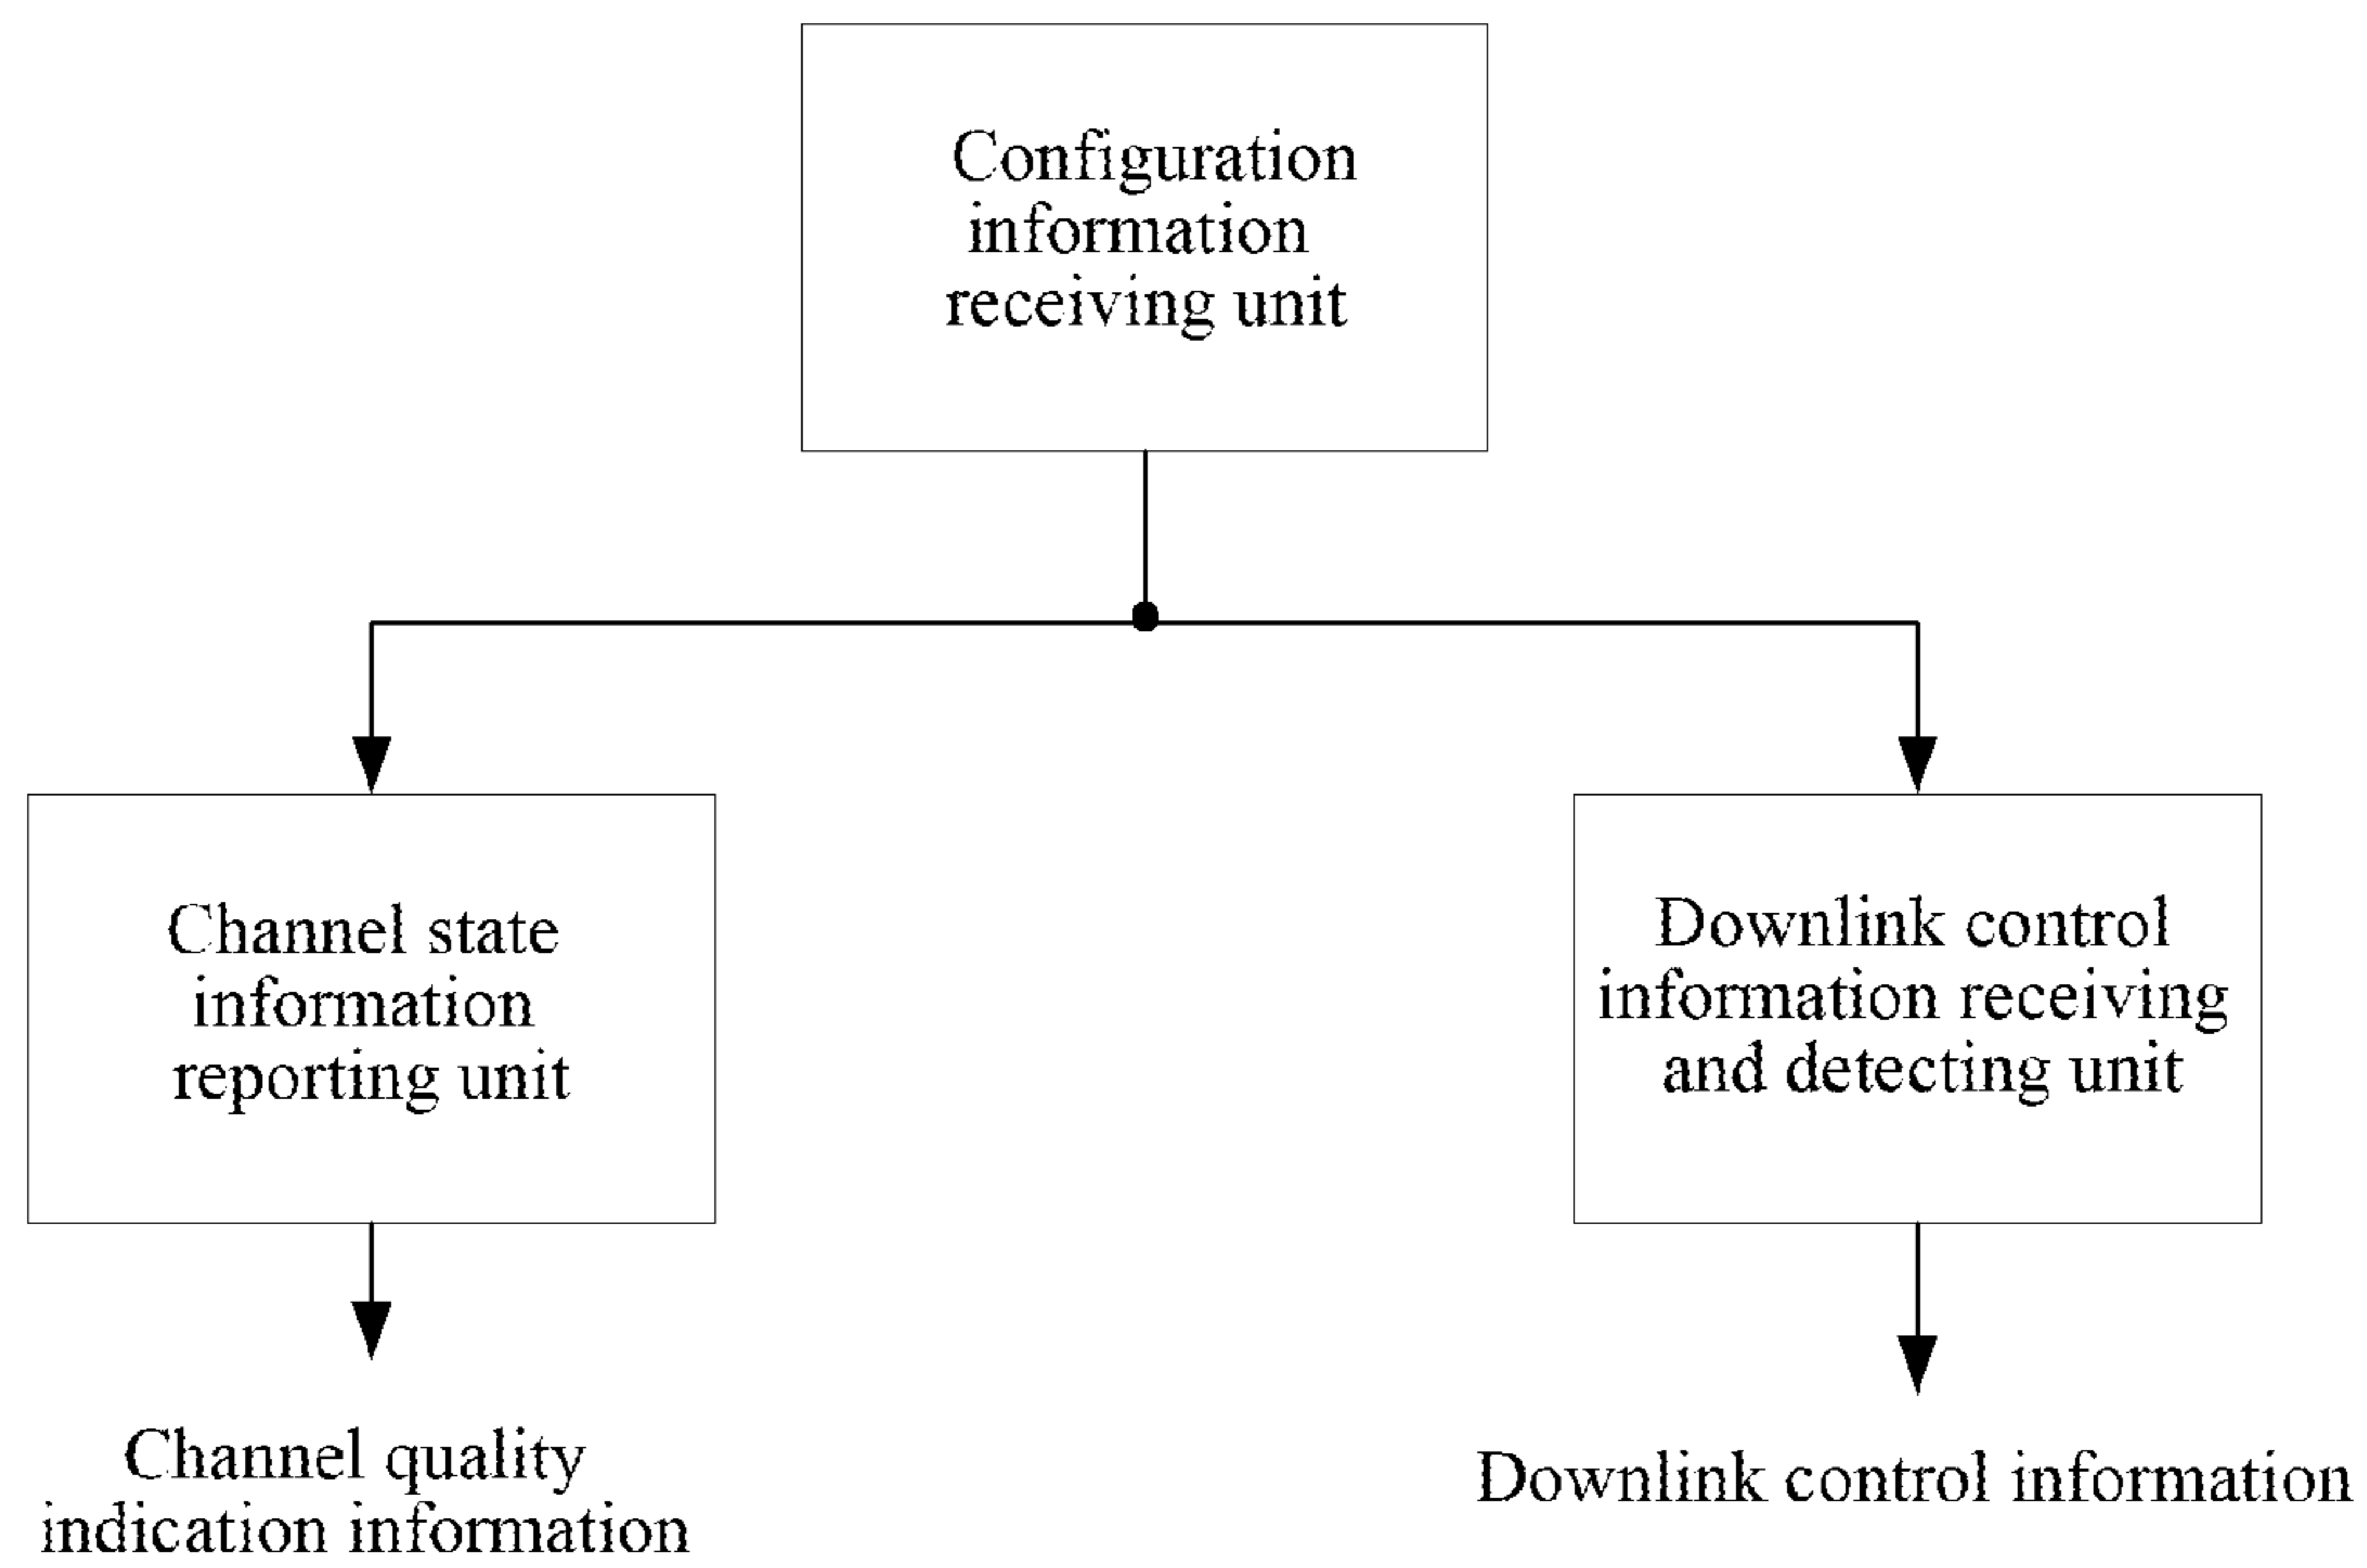 Configuration
information
receiving unit
Channel state
information
reporting unit
Downlink control
information receiving
and detecting unit
Channel quality
indication information
Downlink control information